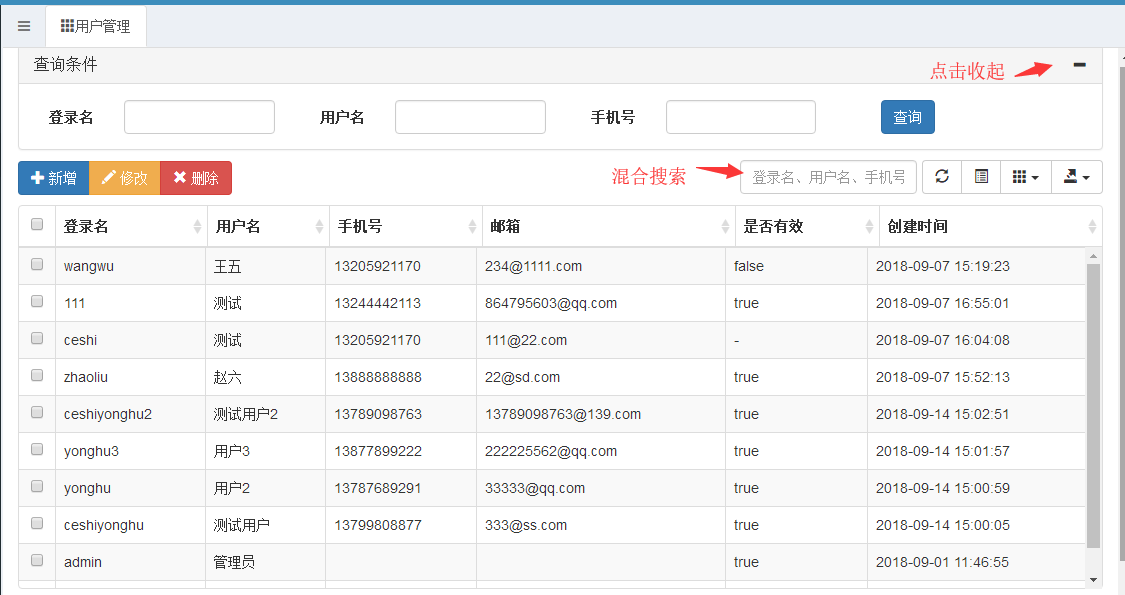 用户管理
查询条件
点击收起
登录名 用户名 手机号 查询
新增 修改 删除 混合搜索 登录名、用户名、手机号
登录名 用户名 手机号 邮箱 是否有效 创建时间
wangwu 王五 13205921170 234@1111.com false 2018-09-07 15:19:23
111 测试 13244442113 864795603@qq.com true 2018-09-07 16:55:01
ceshi 测试 13205921170 111@22.com - 2018-09-07 16:04:08
zhaoliu 赵六 13888888888 22@sd.com true 2018-09-07 15:52:13
ceshiyonghu2 测试用户2 13789098763 13789098763@139.com true 2018-09-14 15:02:51
yonghu3 用户3 13877899222 222225562@qq.com true 2018-09-14 15:01:57
yonghu 用户2 13787689291 33333@qq.com true 2018-09-14 15:00:59
ceshiyonghu 测试用户 13799808877 333@ss.com true 2018-09-14 15:00:05
admin 管理员 true 2018-09-01 11:46:55